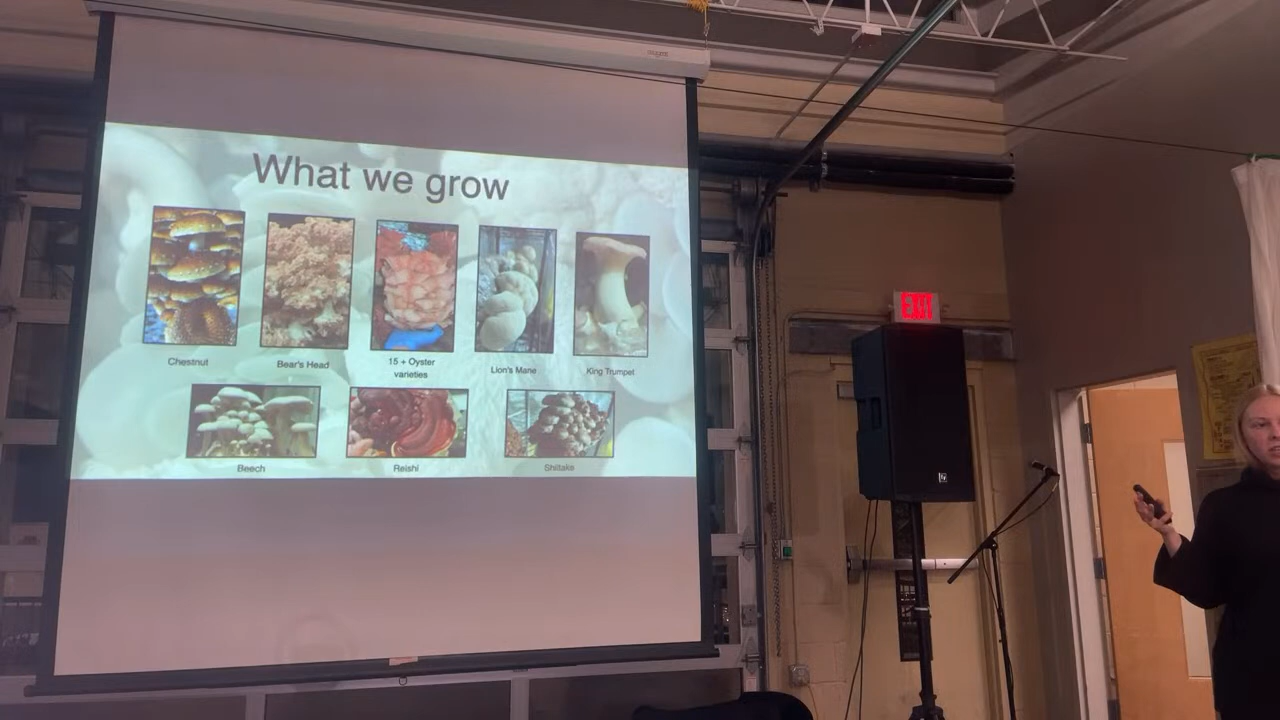 What we grow
Chestnut
Bear's Head
15 + Oyster
varieties
Lion's Mane
King Trumpet
Beech
Reishi
Shiitake
EXIT